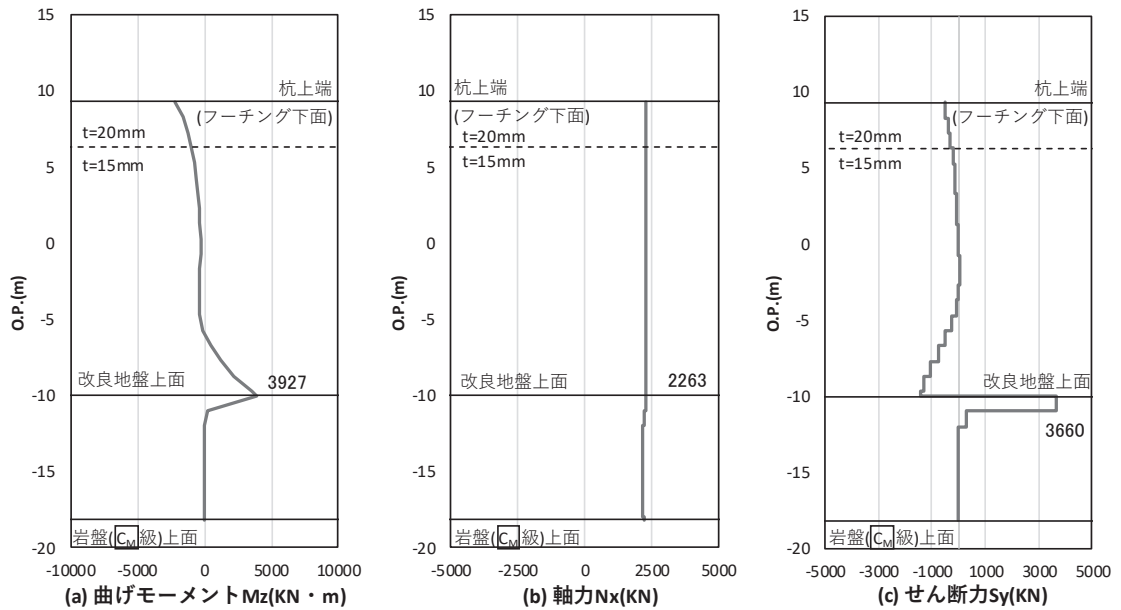 15
10
5
0
-5
-10
-15
-20
O.P.(m)
杭上端
(フーチング下面)
t=20mm
t=15mm
改良地盤上面
3927
岩盤(CM級)上面
-10000 -5000 0 5000 10000
(a) 曲げモーメントMz(KN・m)
15
10
5
0
-5
-10
-15
-20
O.P.(m)
杭上端
(フーチング下面)
t=20mm
t=15mm
改良地盤上面
2263
岩盤(CM級)上面
-5000 -2500 0 2500 5000
(b) 軸力Nx(KN)
15
10
5
0
-5
-10
-15
-20
O.P.(m)
杭上端
(フーチング下面)
t=20mm
t=15mm
改良地盤上面
3660
岩盤(CM級)上面
-5000 -3000 -1000 1000 3000 5000
(c) せん断力Sy(KN)